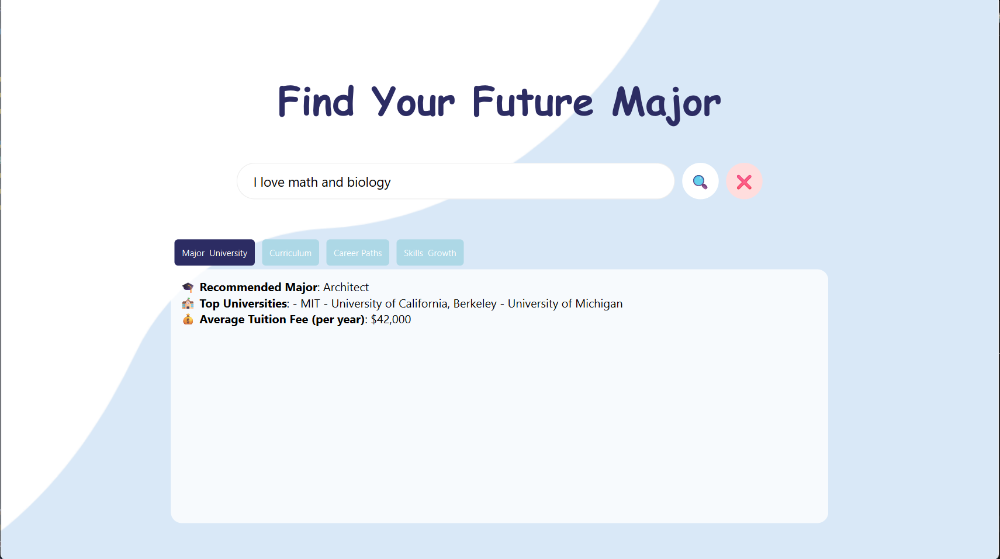 Find Your Future Major
I love math and biology
Major University
Curriculum
Career Paths
Skills Growth
Recommended Major: Architect
Top Universities: - MIT - University of California, Berkeley - University of Michigan
Average Tuition Fee (per year): $42,000